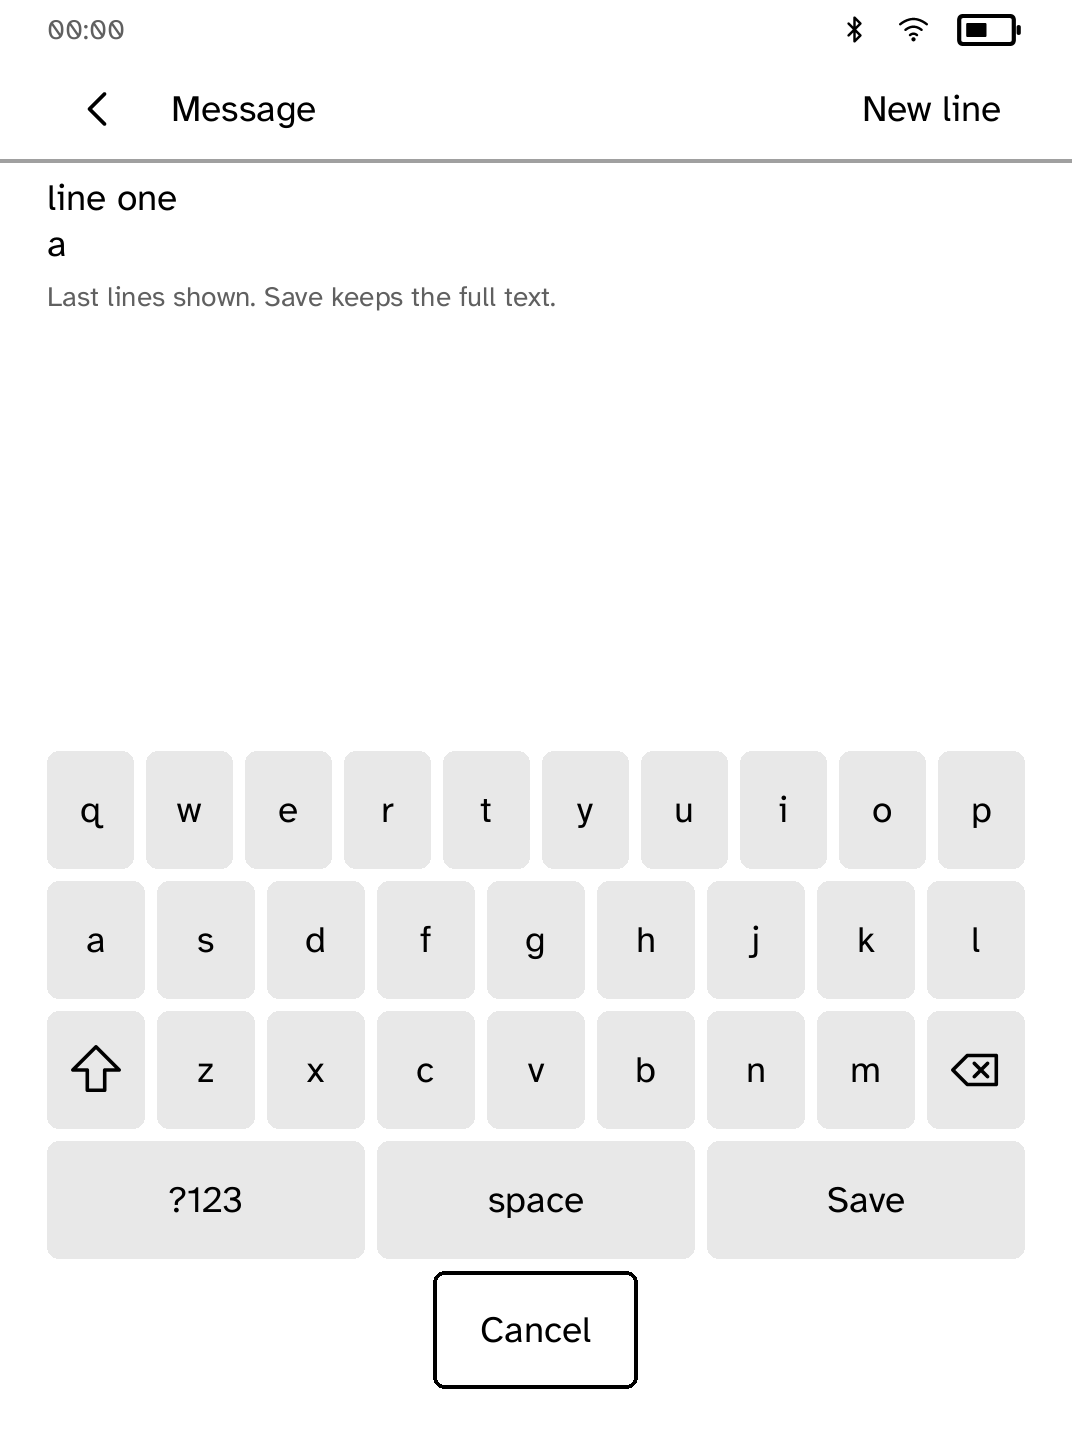 00:00
Message
New line
line one
a
Last lines shown. Save keeps the full text.
q w e r t y u i o p
a s d f g h j k l
z x c v b n m
?123 space Save
Cancel